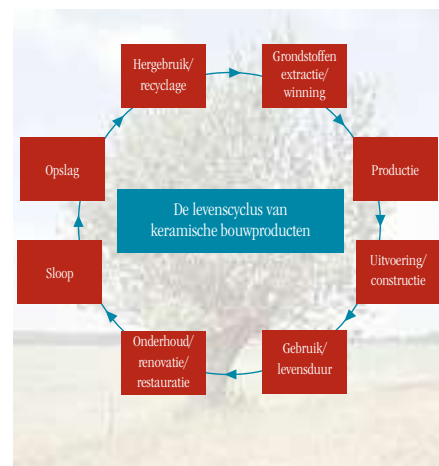 De levenscyclus van
keramische bouwproducten
Grondstoffen
extractie/
winning
Productie
Uitvoering/
constructie
Gebruik/
levensduur
Onderhoud/
renovatie/
restauratie
Sloop
Opslag
Hergebruik/
recyclage